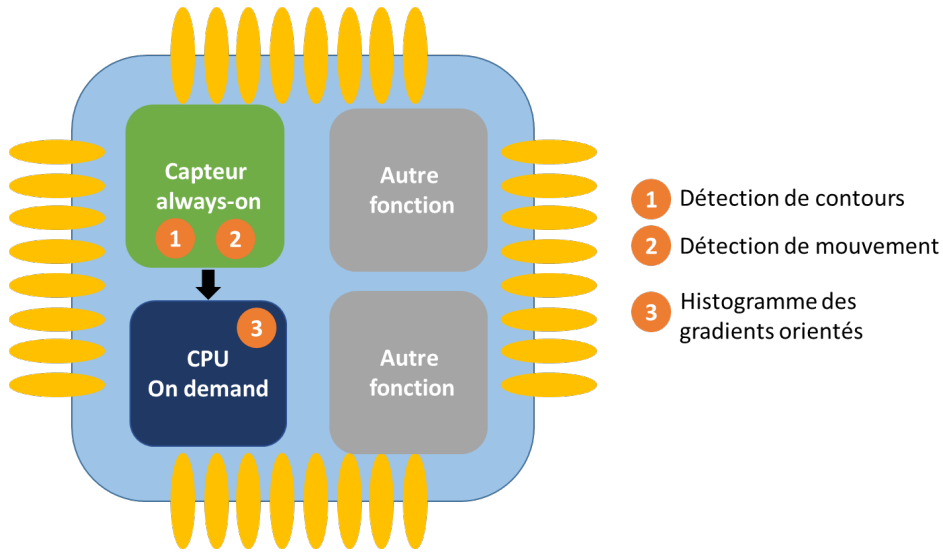 Capteur
always-on
1
2
Autre
fonction
3
CPU
On demand
Autre
fonction
1 Détection de contours
2 Détection de mouvement
3 Histogramme des
gradients orientés